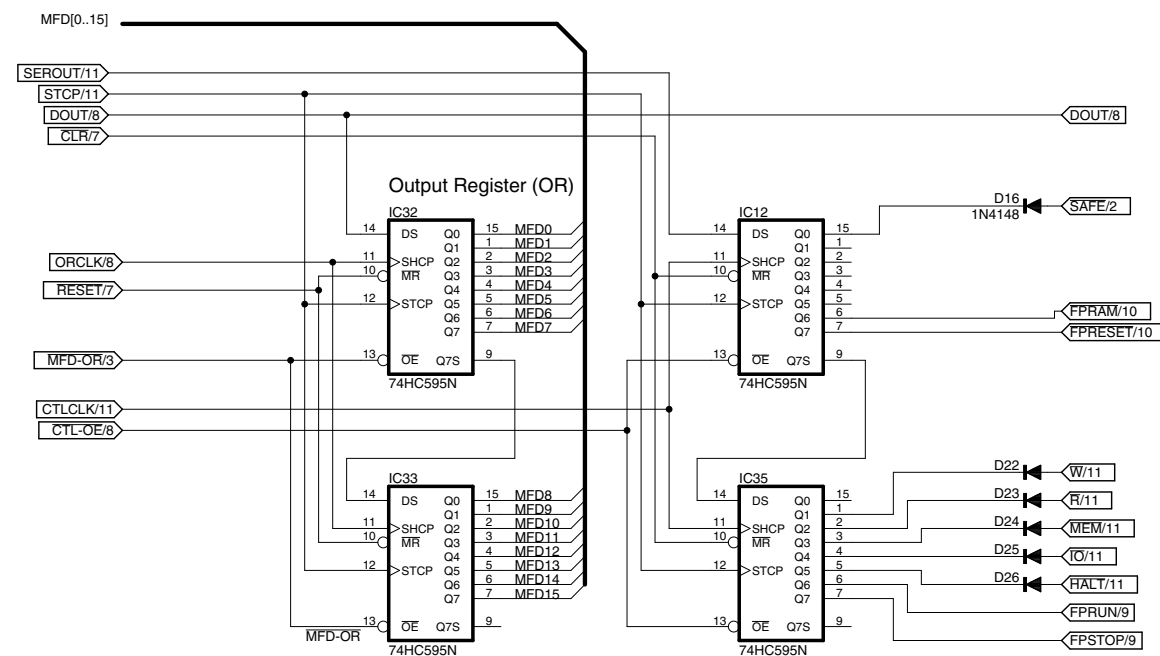 MFD[0..15]
SEROUT/11
STCP/11
DOUT/8
DOUT/8
CLR/7
Output Register (OR)
IC32
14 DS Q0 15 MFD0
Q1 1 MFD1
11 SHCP Q2 2 MFD2
10 MR Q3 3 MFD3
Q4 4 MFD4
12 STCP Q5 5 MFD5
Q6 6 MFD6
Q7 7 MFD7
13 OE Q7S 9
74HC595N
ORCLK/8
RESET/7
MFD-OR/3
CTLCLK/11
CTL-OE/8
IC12
14 DS Q0 15
Q1 1
11 SHCP Q2 2
10 MR Q3 3
Q4 4
12 STCP Q5 5
Q6 6
Q7 7
13 OE Q7S 9
74HC595N
D16
1N4148
SAFE/2
FPRAM/10
FPRESET/10
IC33
14 DS Q0 15 MFD8
Q1 1 MFD9
11 SHCP Q2 2 MFD10
10 MR Q3 3 MFD11
Q4 4 MFD12
12 STCP Q5 5 MFD13
Q6 6 MFD14
Q7 7 MFD15
13 OE Q7S 9
MFD-OR
74HC595N
IC35
14 DS Q0 15
Q1 1
11 SHCP Q2 2
10 MR Q3 3
Q4 4
12 STCP Q5 5
Q6 6
Q7 7
13 OE Q7S 9
74HC595N
D22 W/11
D23 R/11
D24 MEM/11
D25 IO/11
D26 HALT/11
FPRUN/9
FPSTOP/9